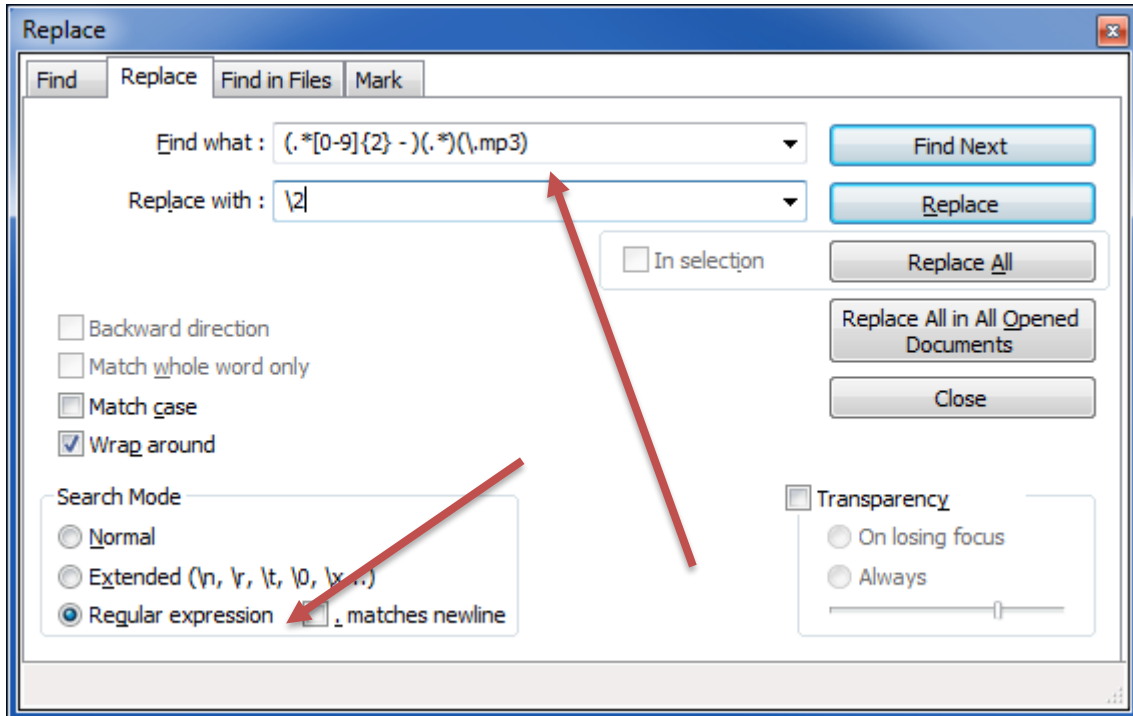 Replace
Find Replace Find in Files Mark
Find what : (.*[0-9]{2} - )(.*)(\.mp3) Find Next
Replace with : \2 Replace
In selection Replace All
Backward direction Replace All in All Opened
Documents
Match whole word only
Match case Close
Wrap around
Search Mode Transparency
Normal On losing focus
Extended (\n, \r, \t, \0, \x...) Always
Regular expression . matches newline